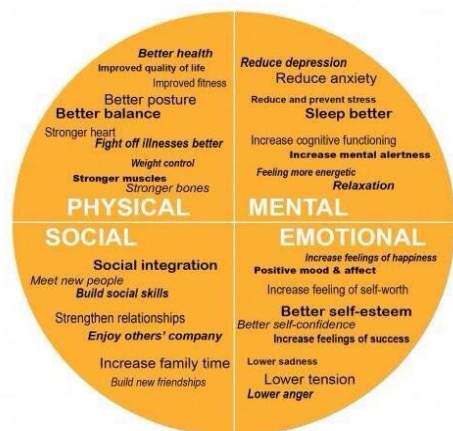 Better health
Improved quality of life
Improved fitness
Better posture
Better balance
Stronger heart
Fight off illnesses better
Weight control
Stronger muscles
Stronger bones
PHYSICAL
Reduce depression
Reduce anxiety
Reduce and prevent stress
Sleep better
Increase cognitive functioning
Increase mental alertness
Feeling more energetic
Relaxation
MENTAL
SOCIAL
Social integration
Meet new people
Build social skills
Strengthen relationships
Enjoy others' company
Increase family time
Build new friendships
EMOTIONAL
Increase feelings of happiness
Positive mood & affect
Increase feeling of self-worth
Better self-esteem
Better self-confidence
Increase feelings of success
Lower sadness
Lower tension
Lower anger